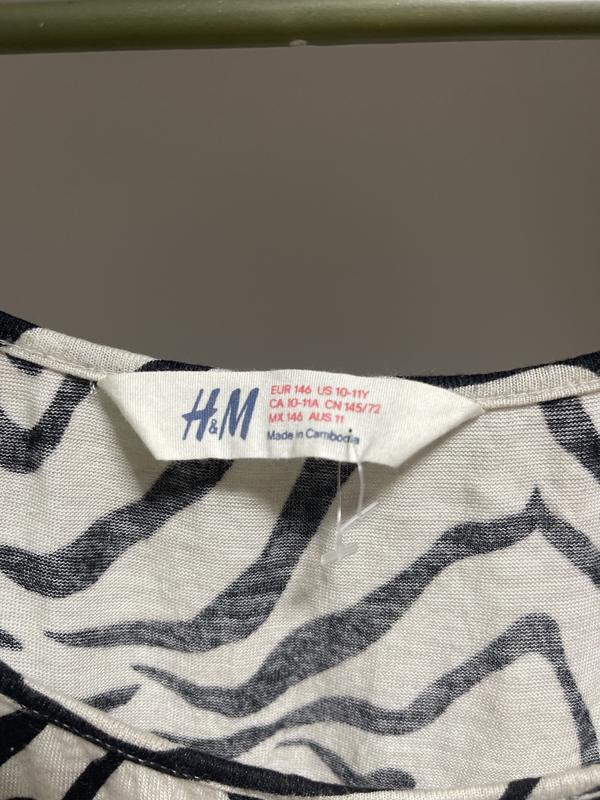 H&M
EUR 146 US 10-11Y
CA 10-11A CN 145/72
MX 146 AUS 11
Made in Cambodia